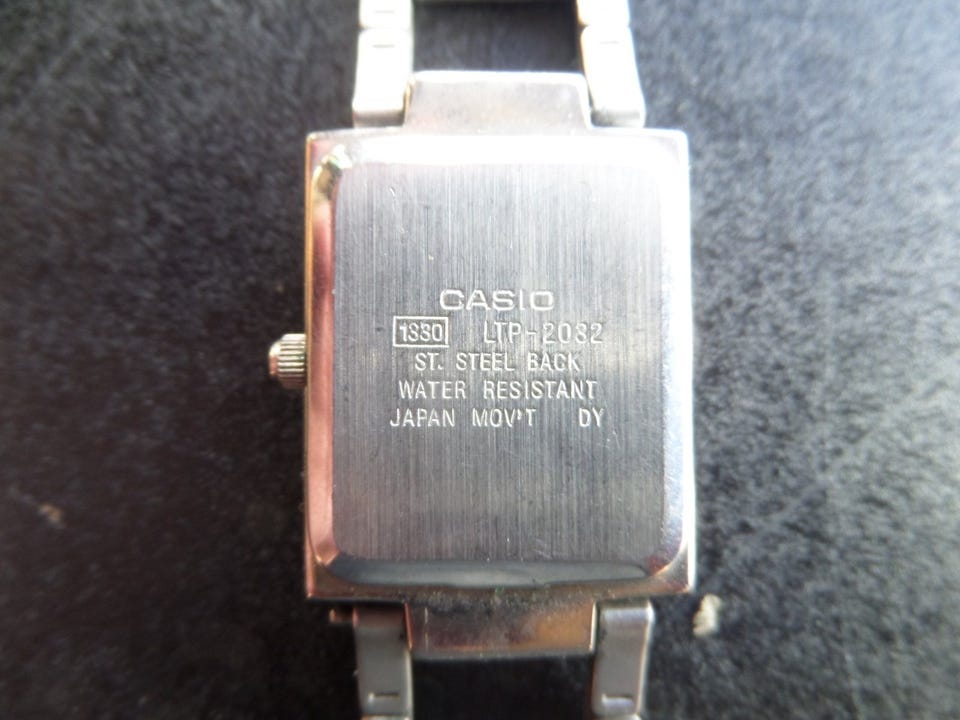 CASIO
1330 LTP-2032
ST. STEEL BACK
WATER RESISTANT
JAPAN MOV'T DY